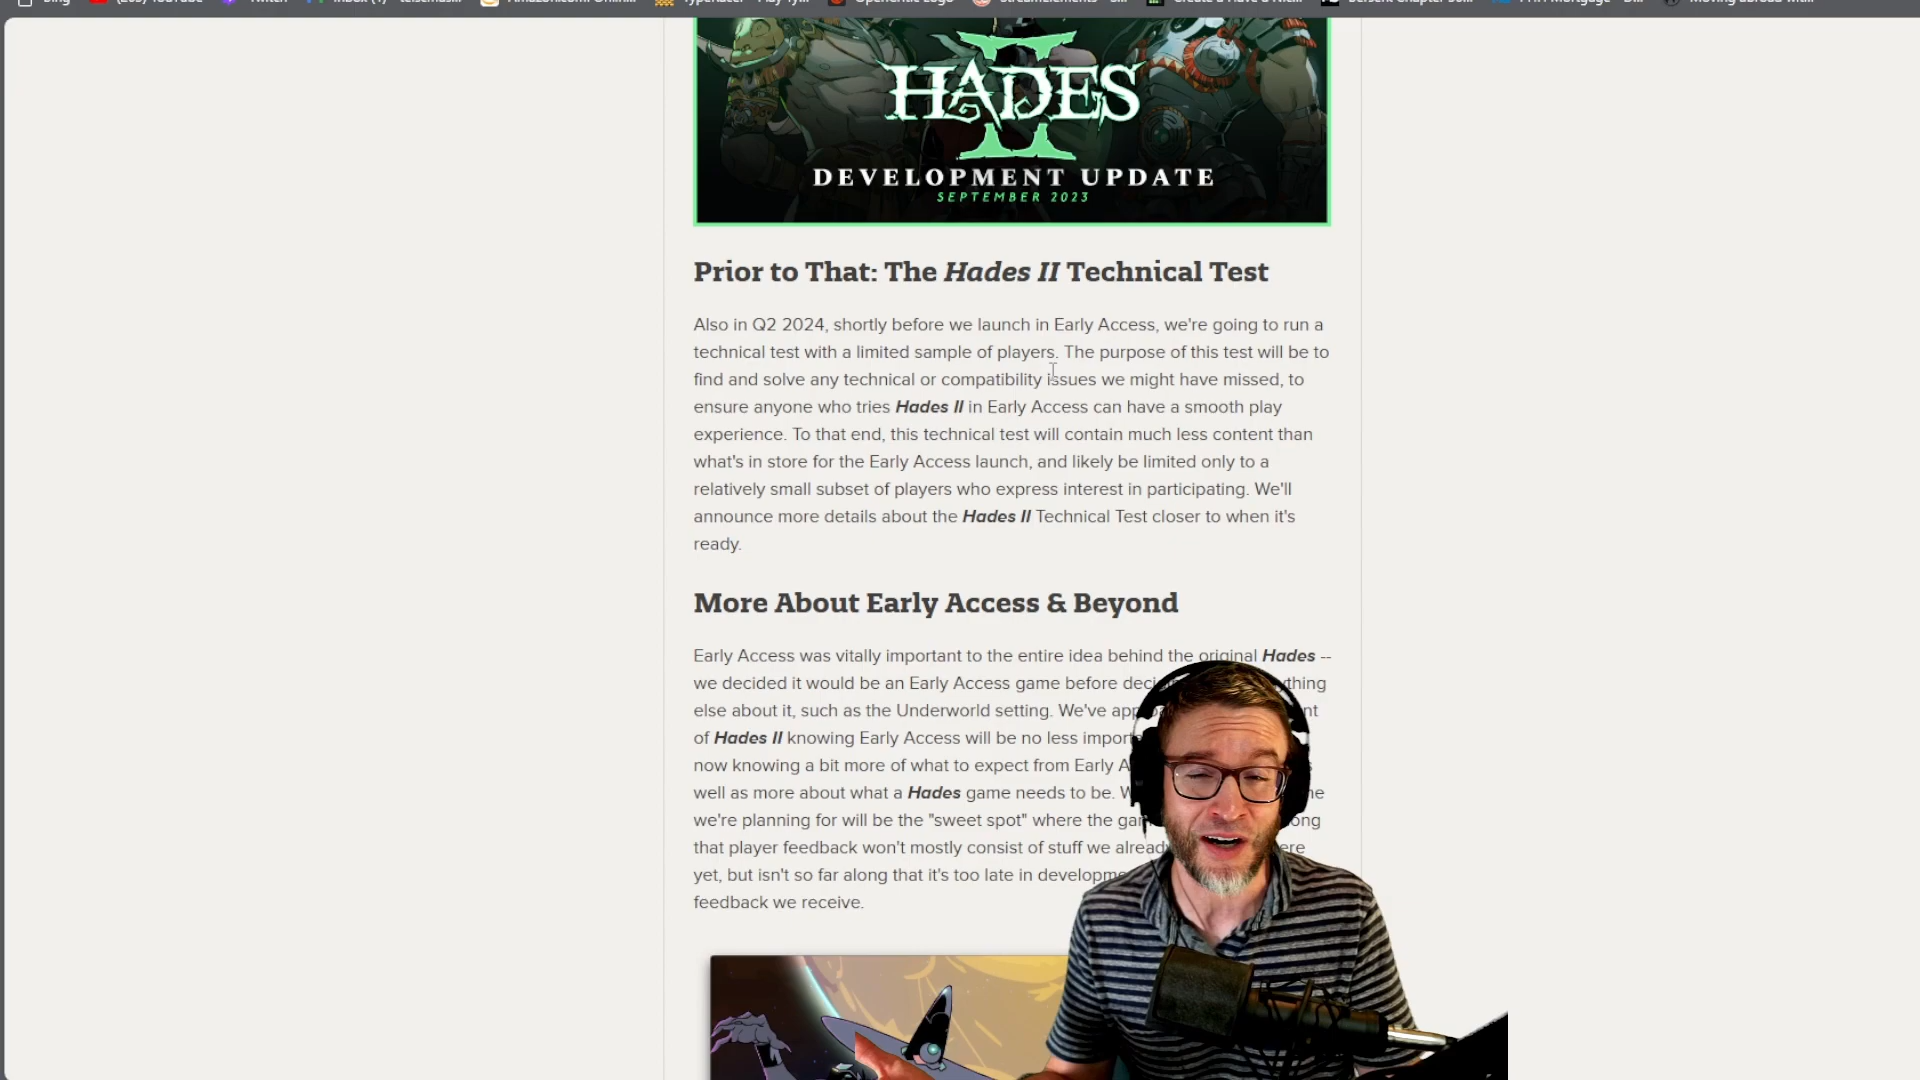 YouTube
Twitch
HADES
II
DEVELOPMENT UPDATE
SEPTEMBER 2023
Prior to That: The Hades II Technical Test
Also in Q2 2024, shortly before we launch in Early Access, we're going to run a
technical test with a limited sample of players. The purpose of this test will be to
find and solve any technical or compatibility issues we might have missed, to
ensure anyone who tries Hades II in Early Access can have a smooth play
experience. To that end, this technical test will contain much less content than
what's in store for the Early Access launch, and likely be limited only to a
relatively small subset of players who express interest in participating. We'll
announce more details about the Hades II Technical Test closer to when it's
ready.
More About Early Access & Beyond
Early Access was vitally important to the entire idea behind the original Hades --
we decided it would be an Early Access game before
else about it, such as the Underworld setting. We've
of Hades II knowing Early Access will be no less
now knowing a bit more of what to expect from Early
well as more about what a Hades game needs to be.
we're planning for will be the "sweet spot" where the
that player feedback won't mostly consist of stuff we already
yet, but isn't so far along that it's too late in
feedback we receive.